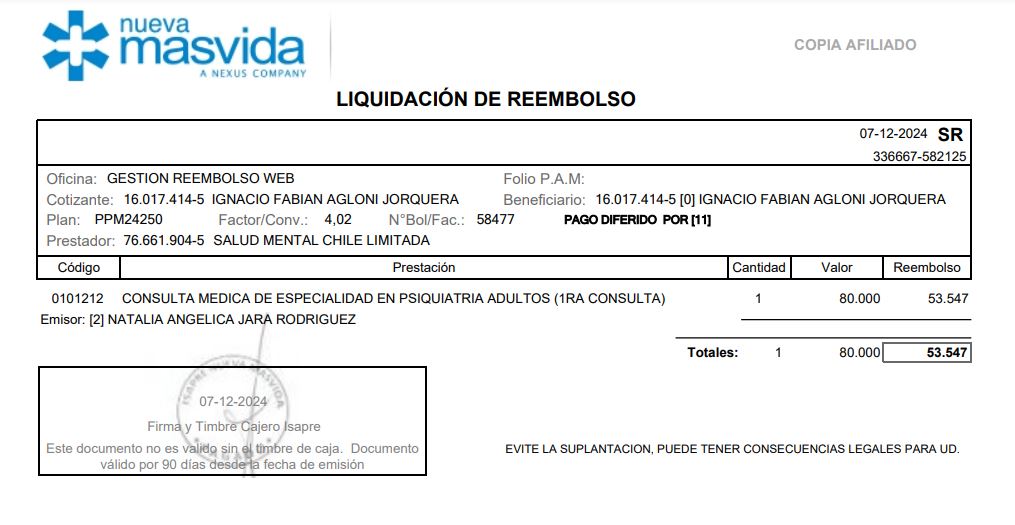 nueva
masvida
A NEXUS COMPANY
COPIA AFILIADO
LIQUIDACIÓN DE REEMBOLSO
07-12-2024 SR
336667-582125
Oficina: GESTION REEMBOLSO WEB Folio P.A.M:
Cotizante: 16.017.414-5 IGNACIO FABIAN AGLONI JORQUERA Beneficiario: 16.017.414-5 [0] IGNACIO FABIAN AGLONI JORQUERA
Plan: PPM24250 Factor/Conv.: 4,02 N°Bol/Fac.: 58477 PAGO DIFERIDO POR [11]
Prestador: 76.661.904-5 SALUD MENTAL CHILE LIMITADA
Código Prestación Cantidad Valor Reembolso
0101212 CONSULTA MEDICA DE ESPECIALIDAD EN PSIQUIATRIA ADULTOS (1RA CONSULTA) 1 80.000 53.547
Emisor: [2] NATALIA ANGELICA JARA RODRIGUEZ
Totales: 1 80.000 53.547
ISAPRE NUEVA MASVIDA
07-12-2024
Firma y Timbre Cajero Isapre
Este documento no es valido sin el timbre de caja. Documento
válido por 90 días desde la fecha de emisión
EVITE LA SUPLANTACION, PUEDE TENER CONSECUENCIAS LEGALES PARA UD.